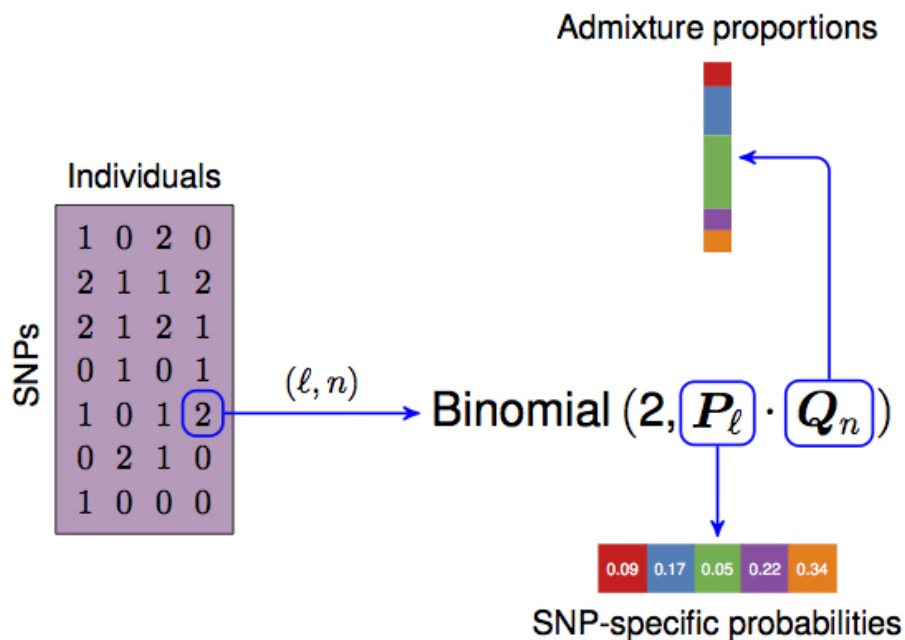 Admixture proportions
Individuals
SNPs
1 0 2 0
2 1 1 2
2 1 2 1
0 1 0 1
1 0 1 2
0 2 1 0
1 0 0 0
(ℓ, n)
Binomial (2, P_ℓ · Q_n)
0.09 0.17 0.05 0.22 0.34
SNP-specific probabilities